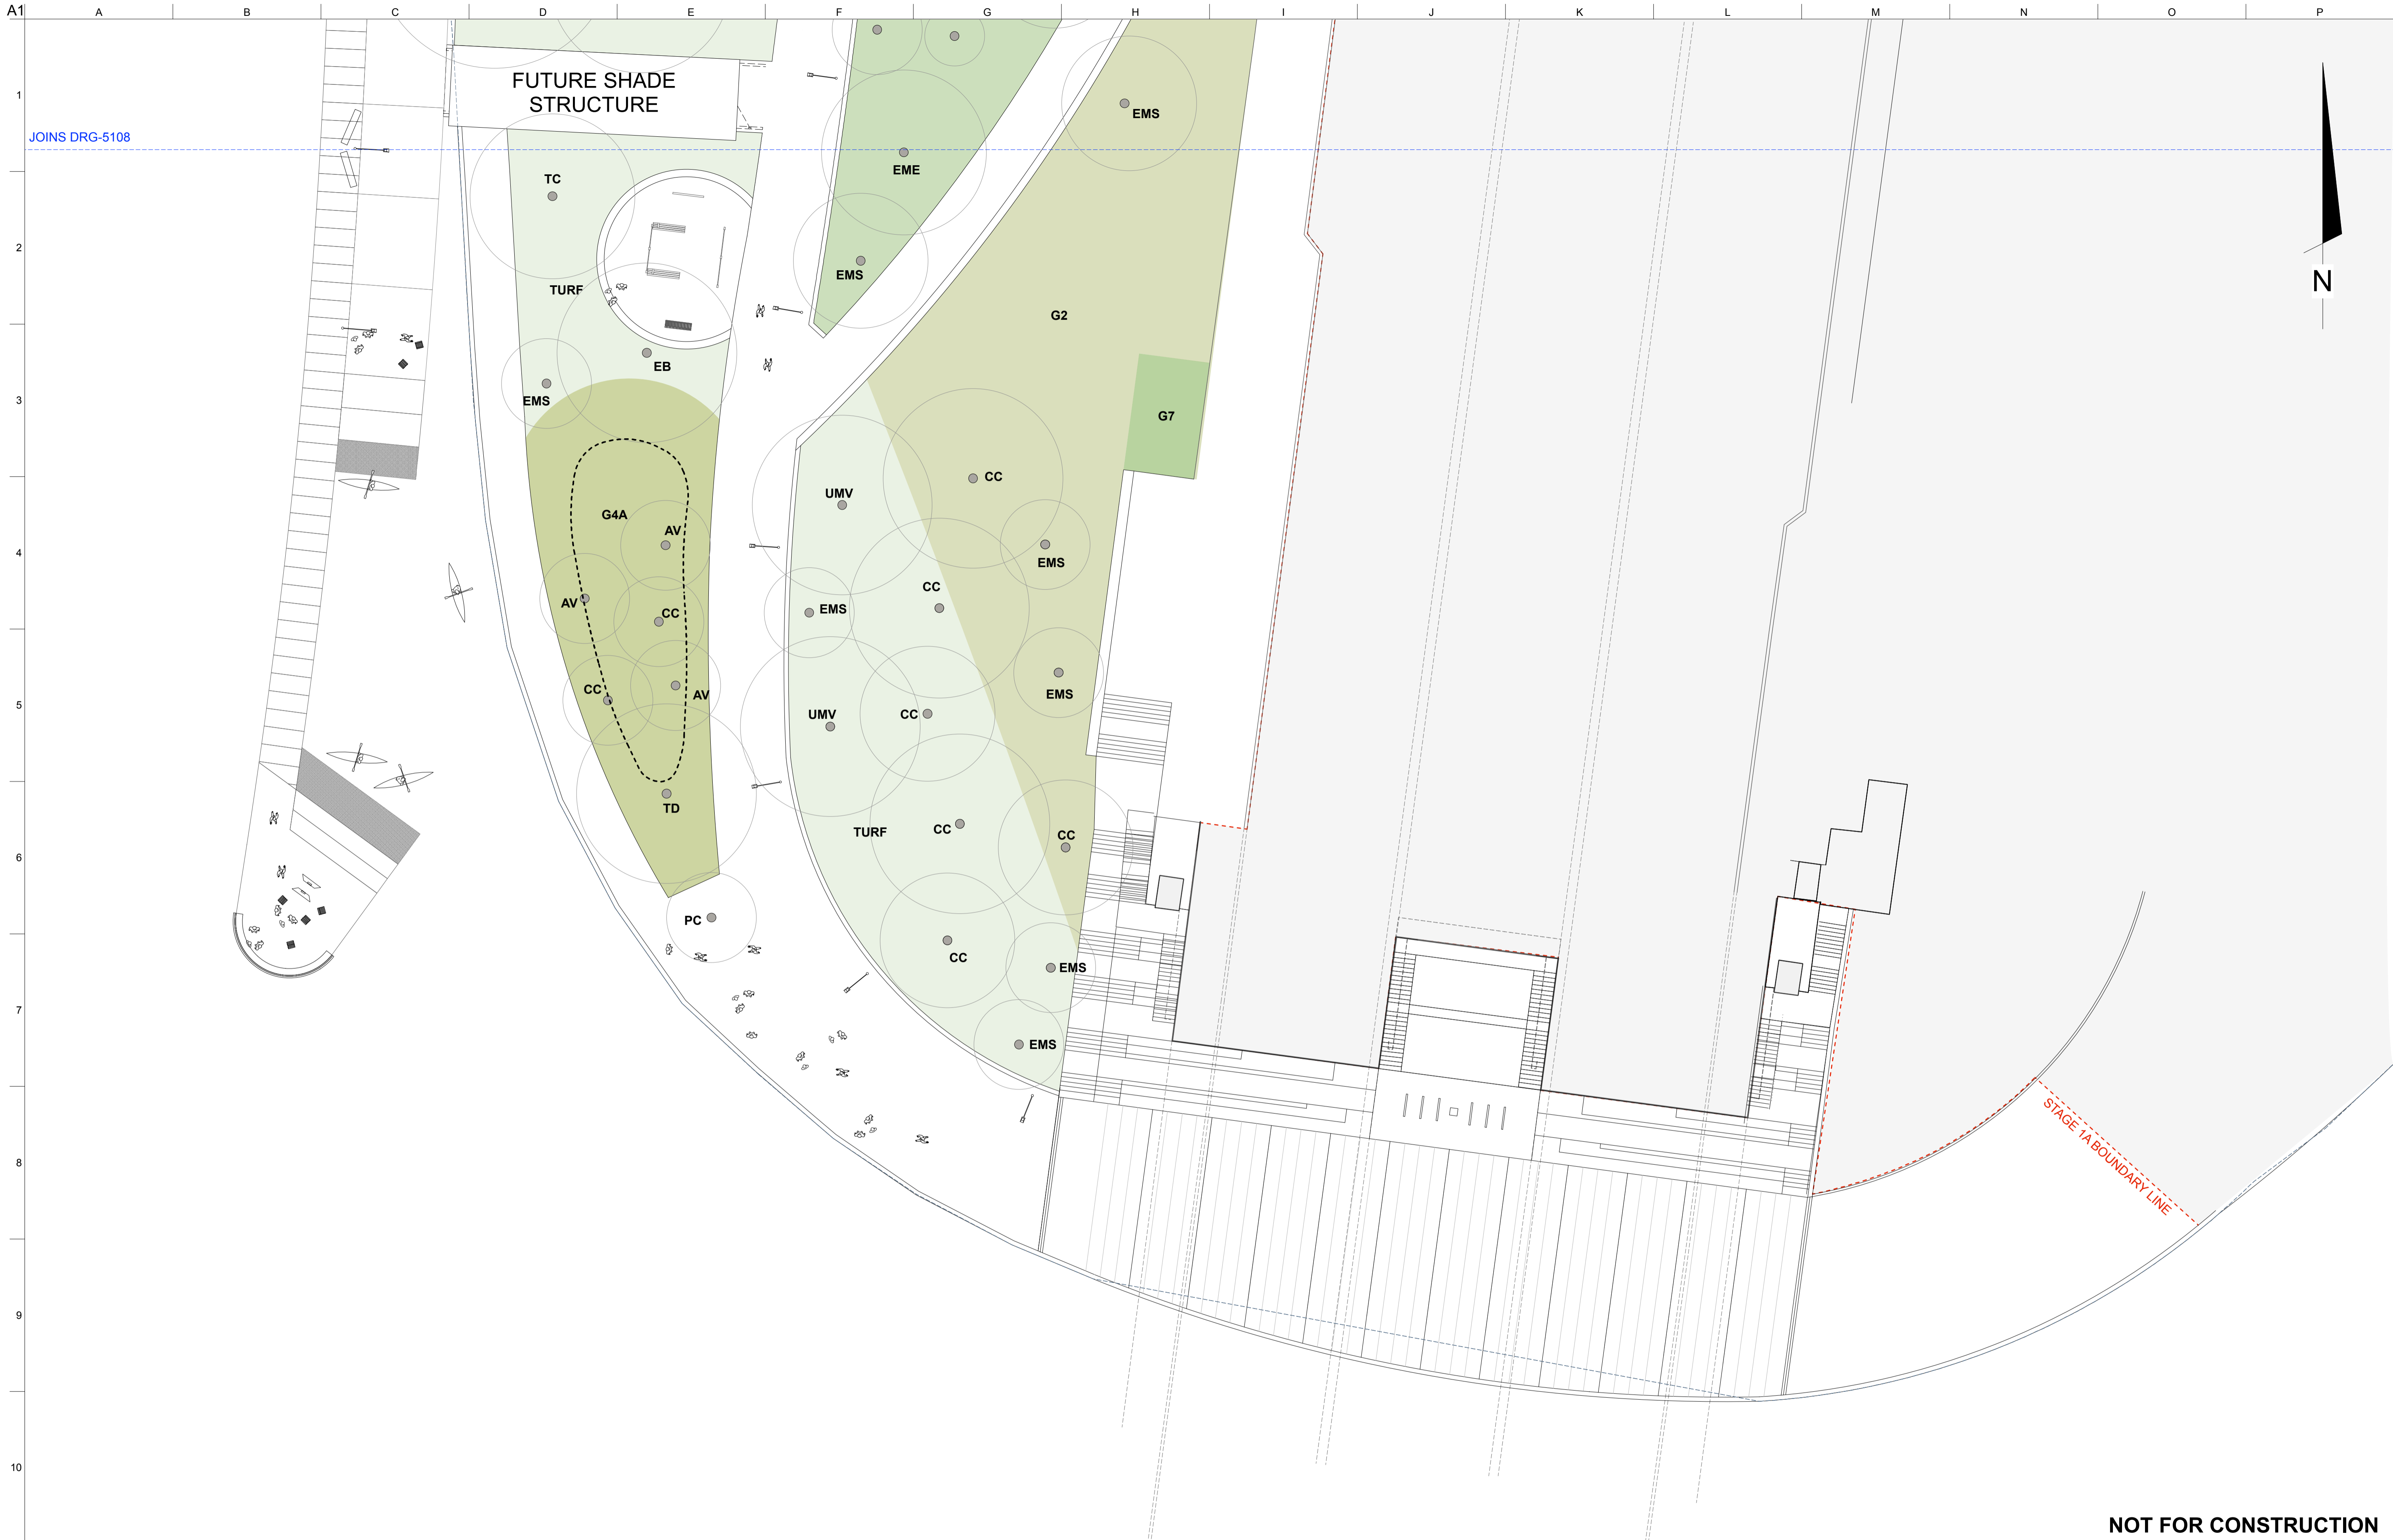 A1 A B C D E F G H I J K L M N O P
FUTURE SHADE
STRUCTURE
1
EMS
JOINS DRG-5108
EME
TC
2
EMS
N
TURF
G2
EB
3
EMS
G7
CC
UMV
G4A
AV
4
EMS
CC
AV
EMS
CC
CC
AV
EMS
5
UMV
CC
TD
TURF
CC
CC
6
PC
CC
EMS
7
EMS
STAGE 1A BOUNDARY LINE
8
9
10
NOT FOR CONSTRUCTION